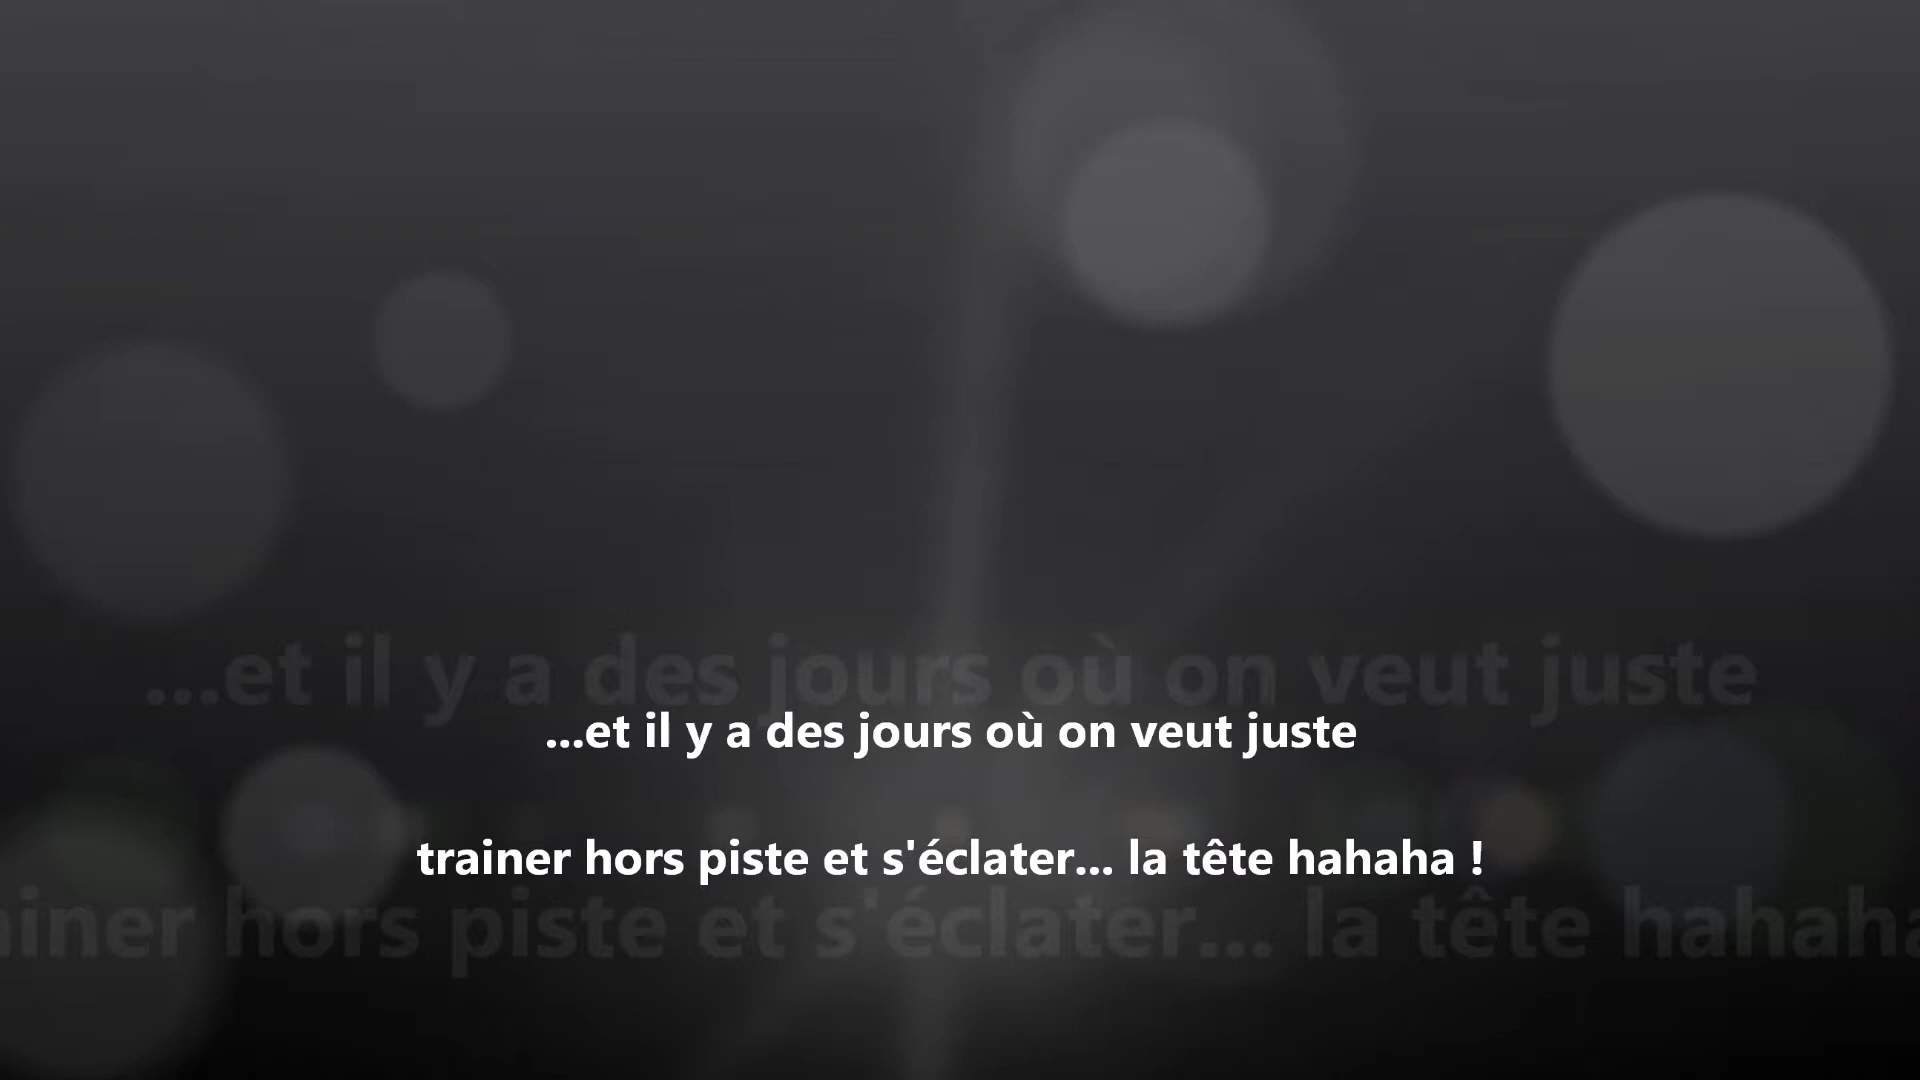 ...et il y a des jours où on veut juste
trainer hors piste et s'éclater... la tête hahaha !